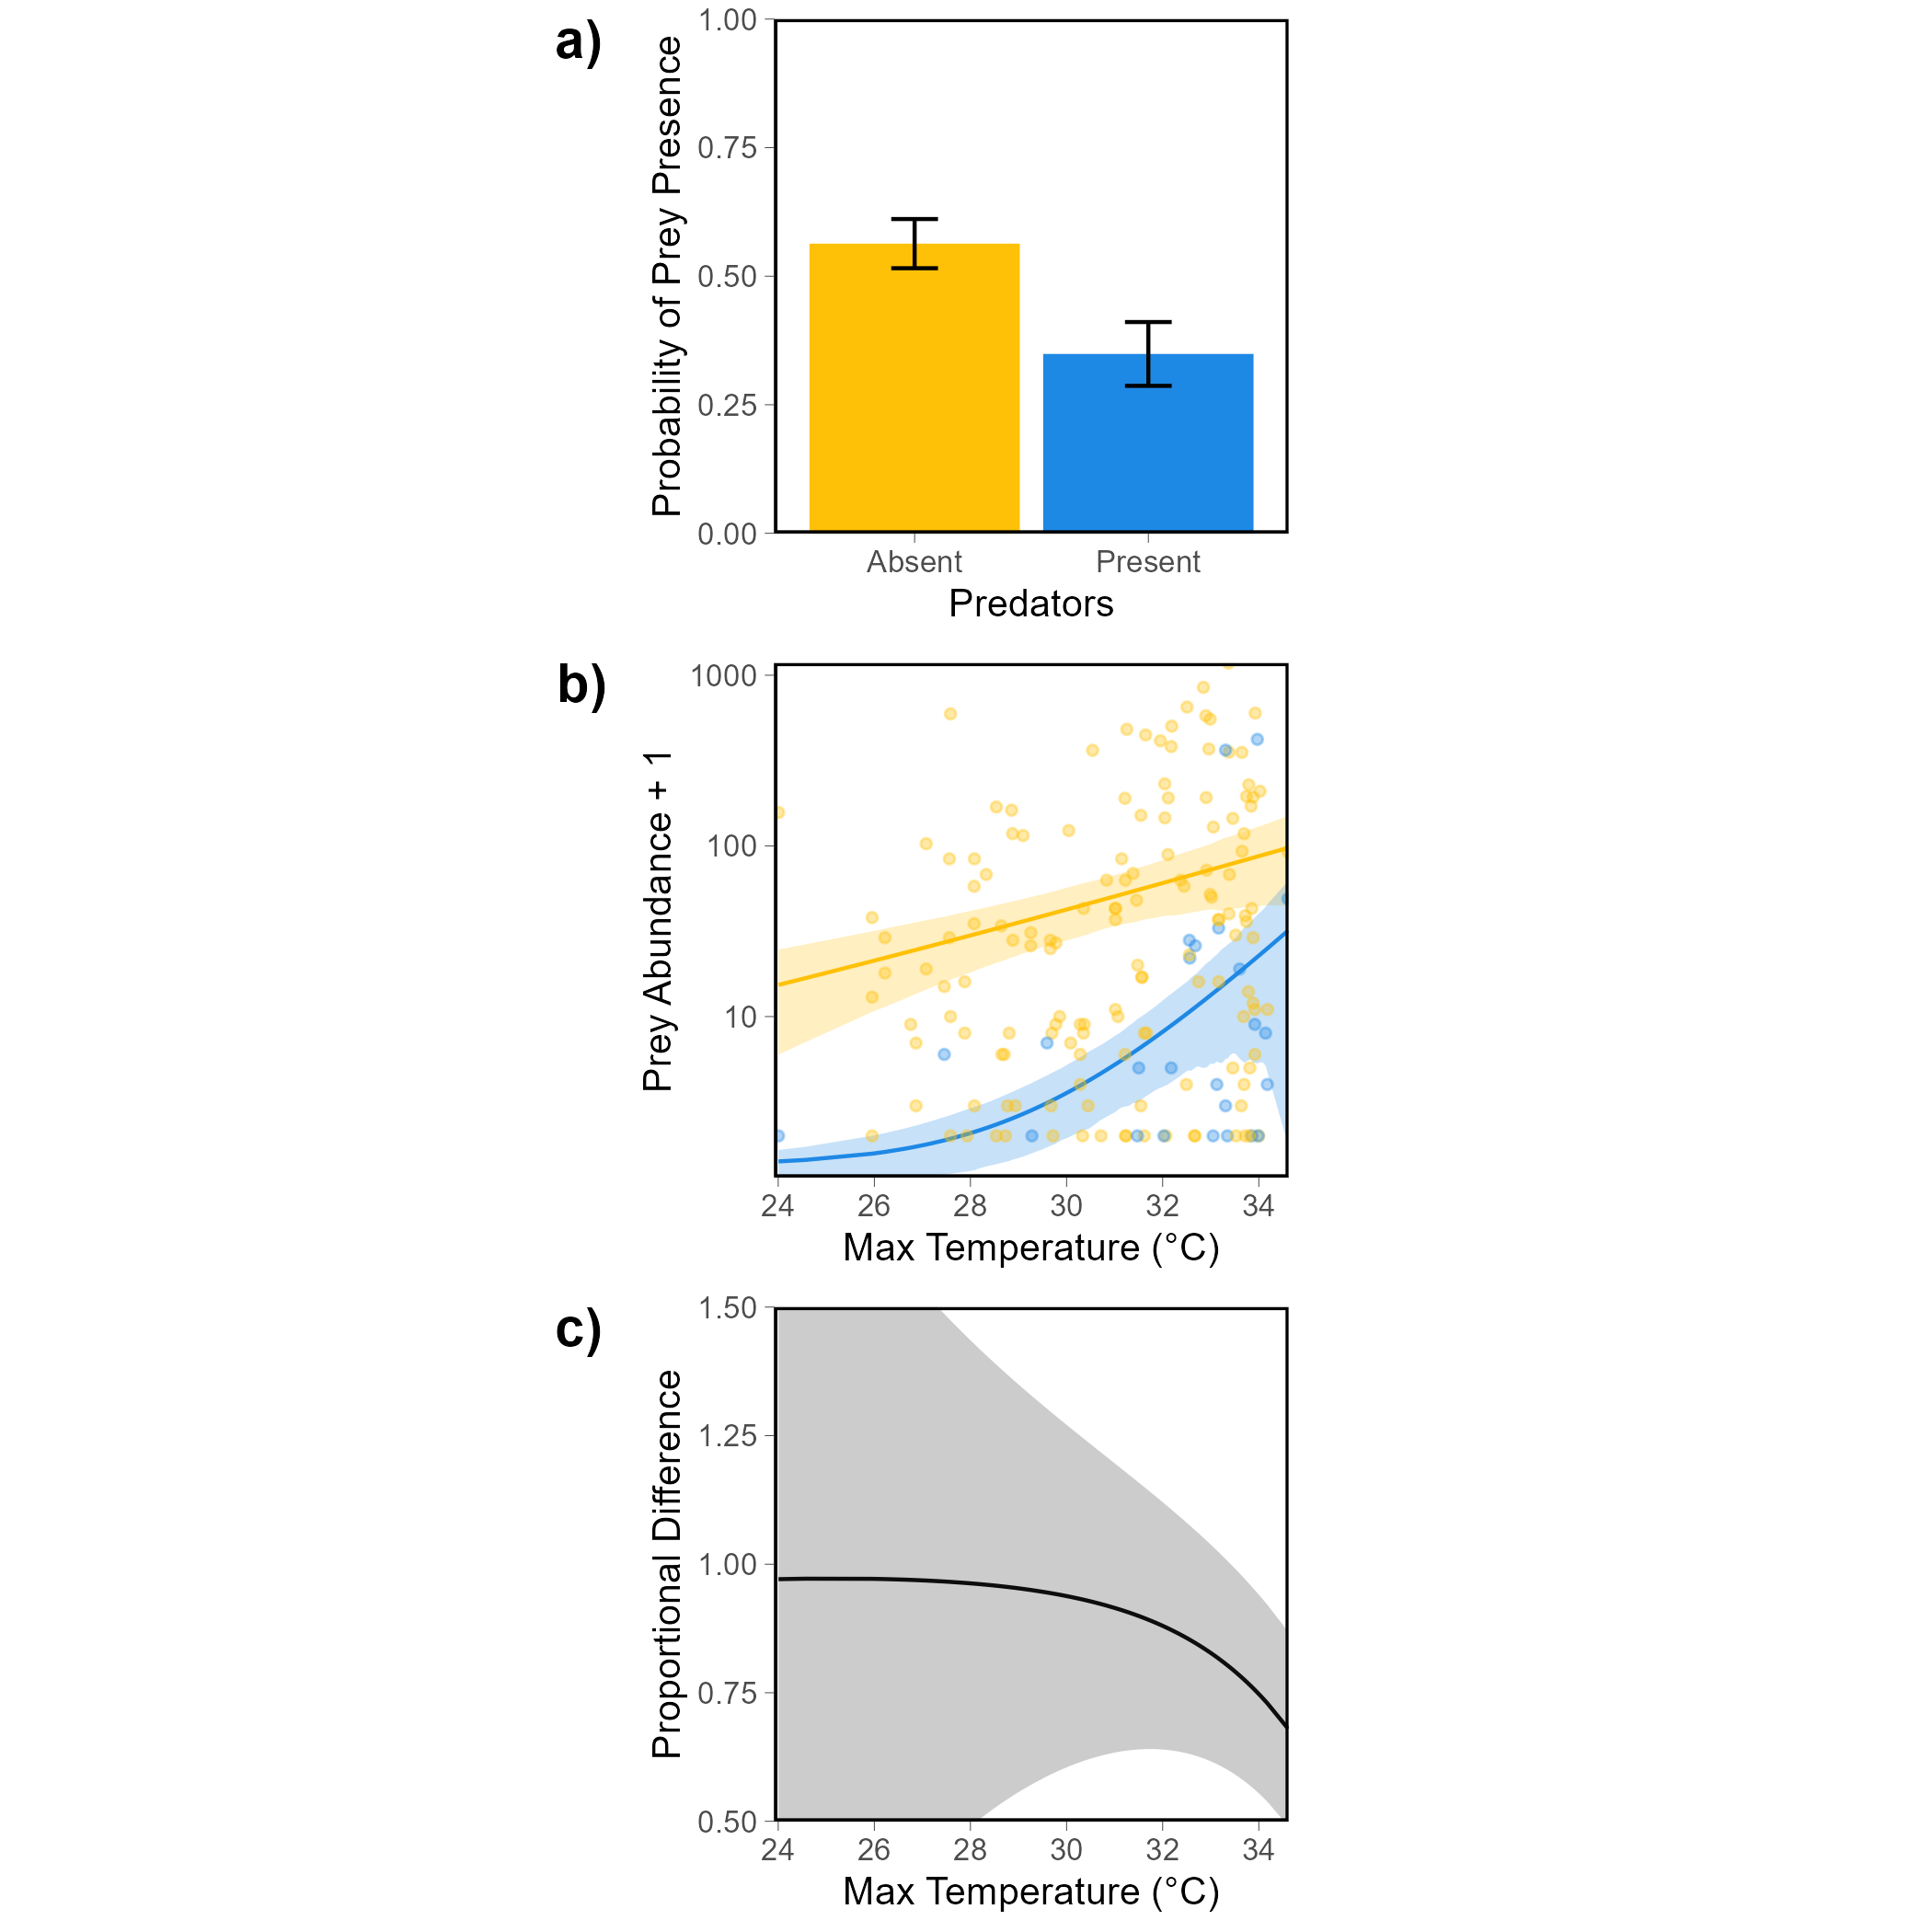 a)
Probability of Prey Presence
1.00
0.75
0.50
0.25
0.00
Absent Present
Predators
b)
Prey Abundance + 1
1000
100
10
24 26 28 30 32 34
Max Temperature (°C)
c)
Proportional Difference
1.50
1.25
1.00
0.75
0.50
24 26 28 30 32 34
Max Temperature (°C)